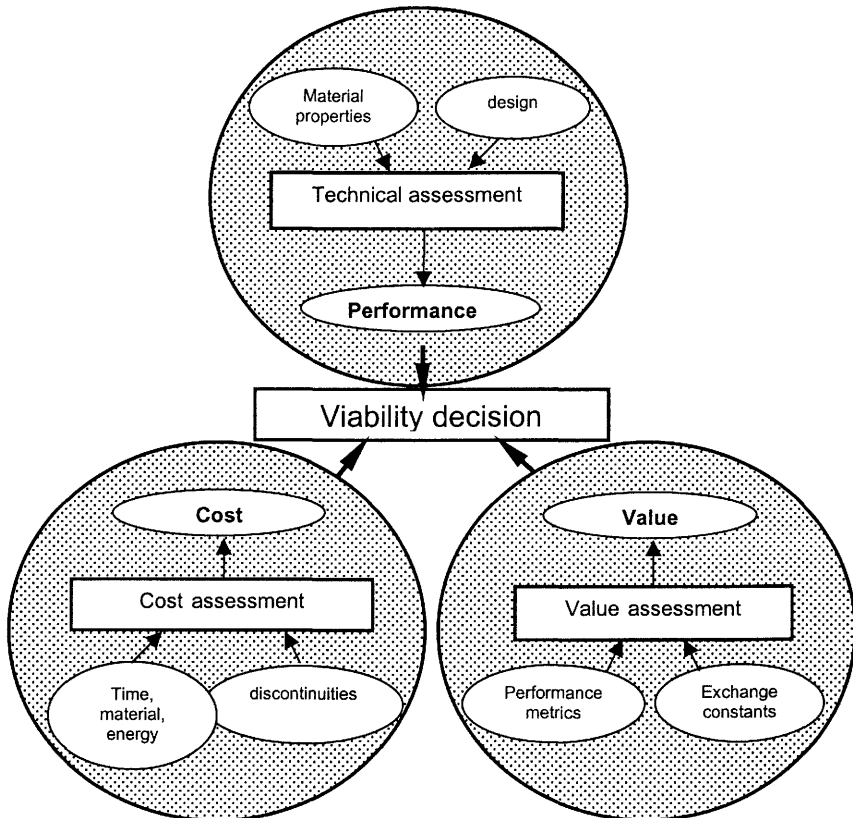 Material
properties
design
Technical assessment
Performance
Viability decision
Cost
Cost assessment
Time,
material,
energy
discontinuities
Value
Value assessment
Performance
metrics
Exchange
constants